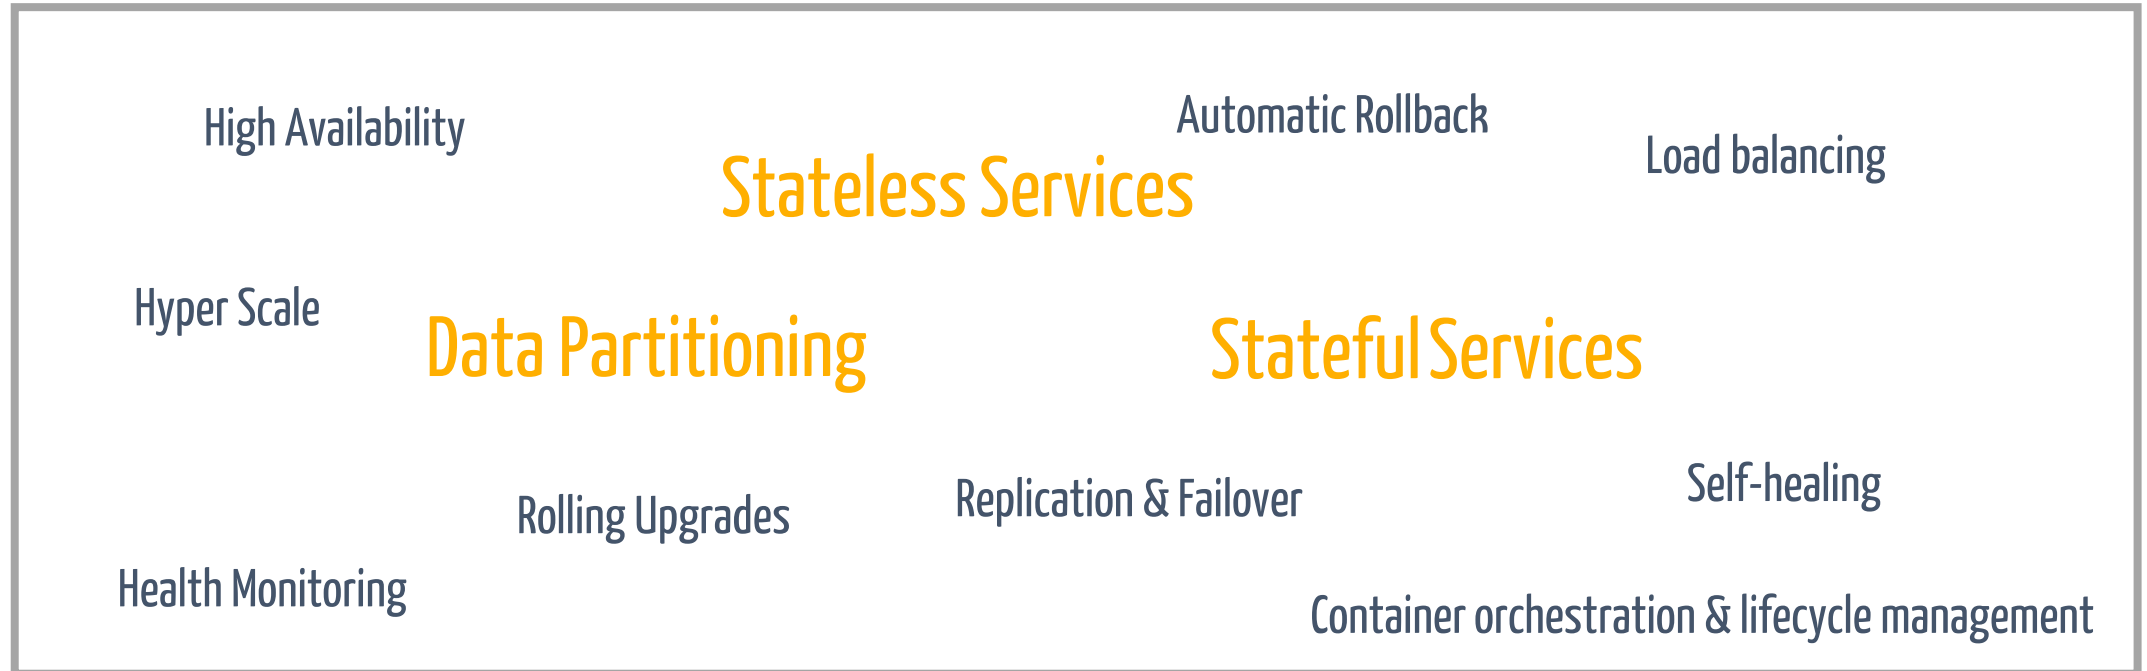 High Availability
Automatic Rollback
Load balancing
Stateless Services
Hyper Scale
Data Partitioning
Stateful Services
Self-healing
Rolling Upgrades
Replication & Failover
Health Monitoring
Container orchestration & lifecycle management